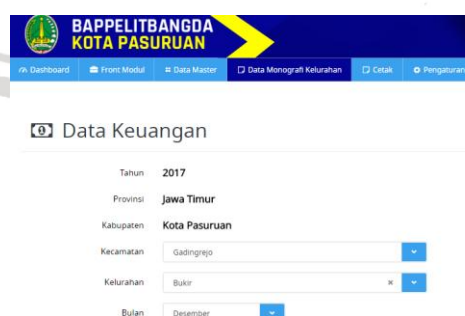 BAPPELITBANGDA
KOTA PASURUAN
Dashboard Front Modul Data Master Data Monografi Kelurahan Cetak Pengaturan
Data Keuangan
Tahun 2017
Provinsi Jawa Timur
Kabupaten Kota Pasuruan
Kecamatan Gadingrejo
Kelurahan Bukir
Bulan Desember